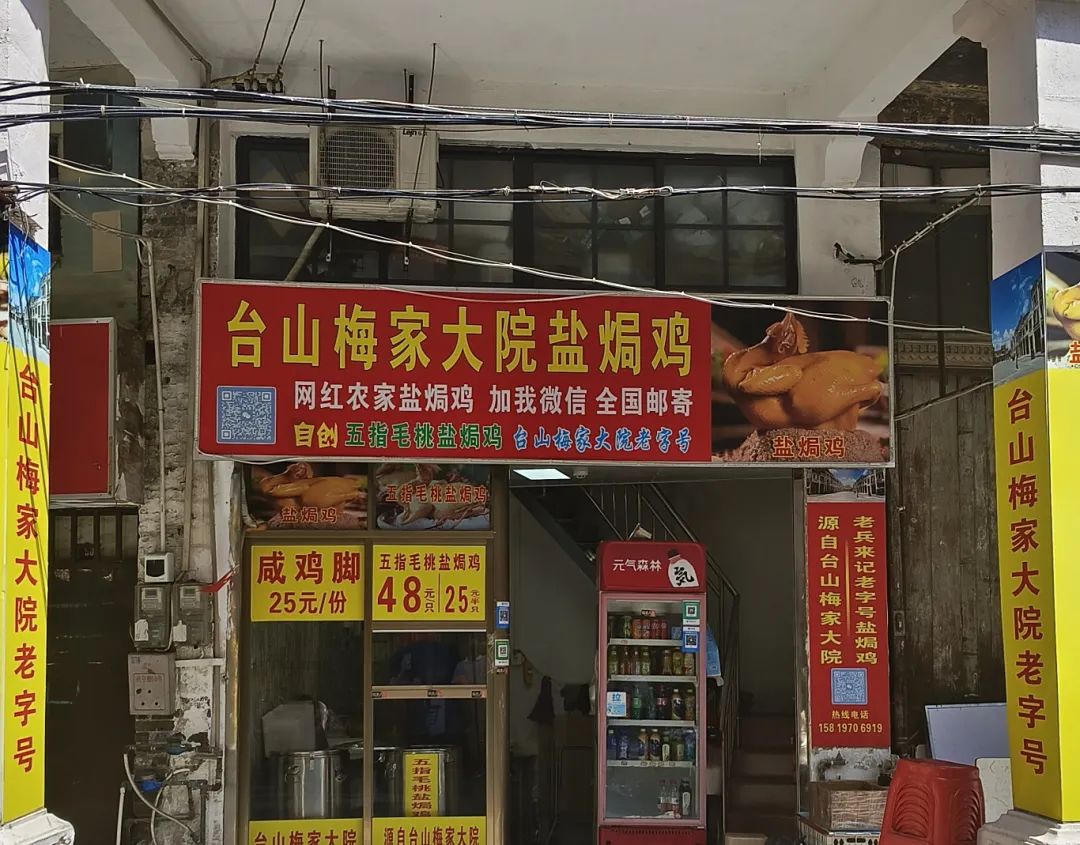 台山梅家大院盐焗鸡
网红农家盐焗鸡 加我微信 全国邮寄
自创 五指毛桃盐焗鸡 台山梅家大院老字号
盐焗鸡
台山梅家大院老字号
盐焗鸡
五指毛桃盐焗鸡
咸鸡脚
25元/份
五指毛桃盐焗鸡
48元/只 25元/半只
五指毛桃盐焗鸡
台山梅家大院
源自台山梅家大院
元气森林
气
拉
老兵来记老字号盐焗鸡
源自台山梅家大院
热线电话
158 1970 6919
台山梅家大院老字号